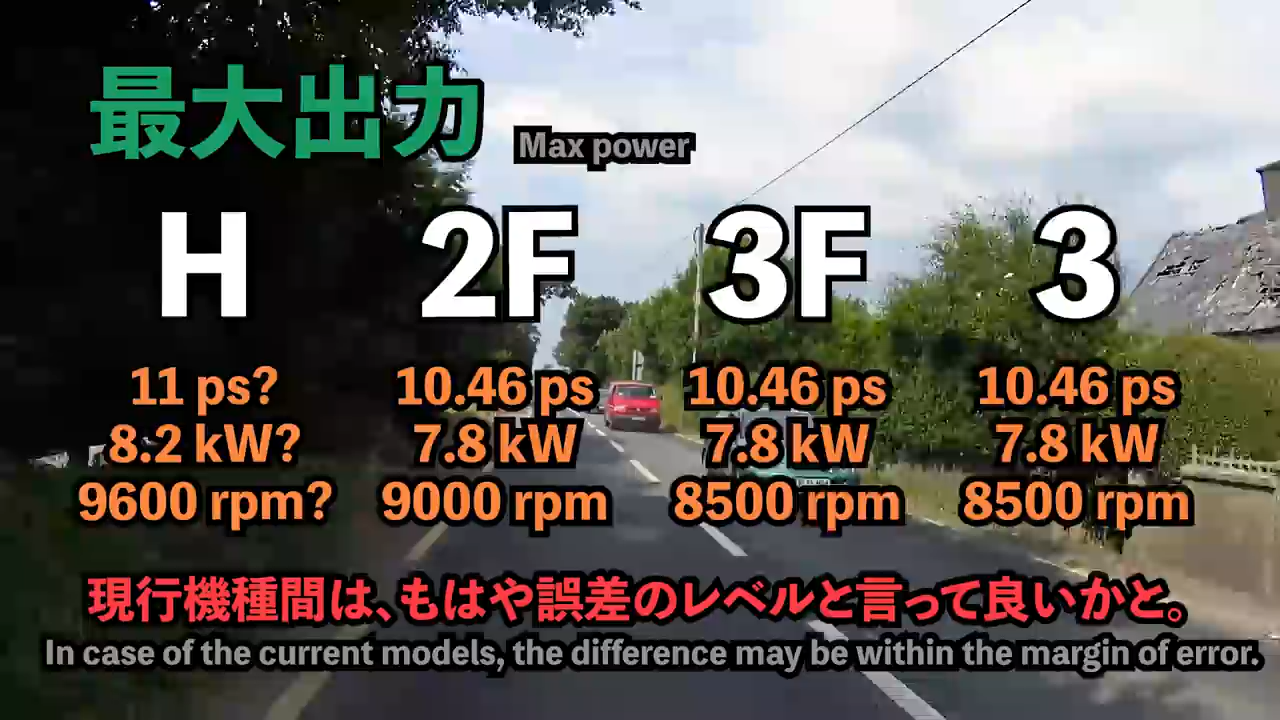 最大出力 Max power
H 2F 3F 3
11 ps? 10.46 ps 10.46 ps 10.46 ps
8.2 kW? 7.8 kW 7.8 kW 7.8 kW
9600 rpm? 9000 rpm 8500 rpm 8500 rpm
現行機種間は、もはや誤差のレベルと言って良いかと。
In case of the current models, the difference may be within the margin of error.